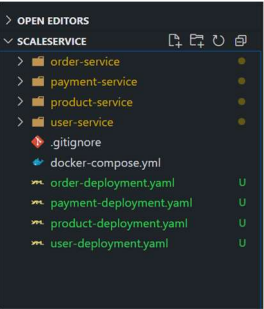 OPEN EDITORS
SCALESERVICE
order-service
payment-service
product-service
user-service
.gitignore
docker-compose.yml
order-deployment.yaml U
payment-deployment.yaml U
product-deployment.yaml U
user-deployment.yaml U